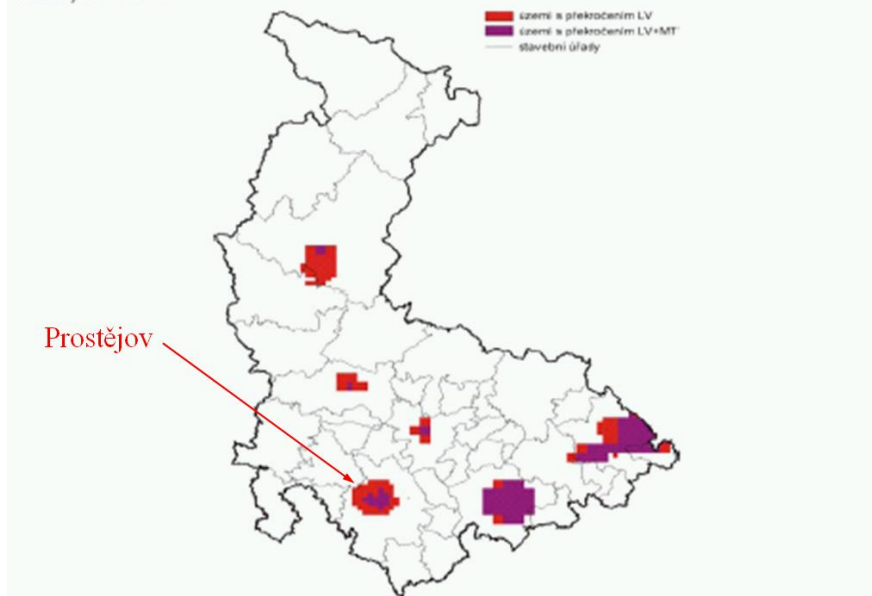 území s překročením LV
území s překročením LV+MT
stavební úřady
Prostějov